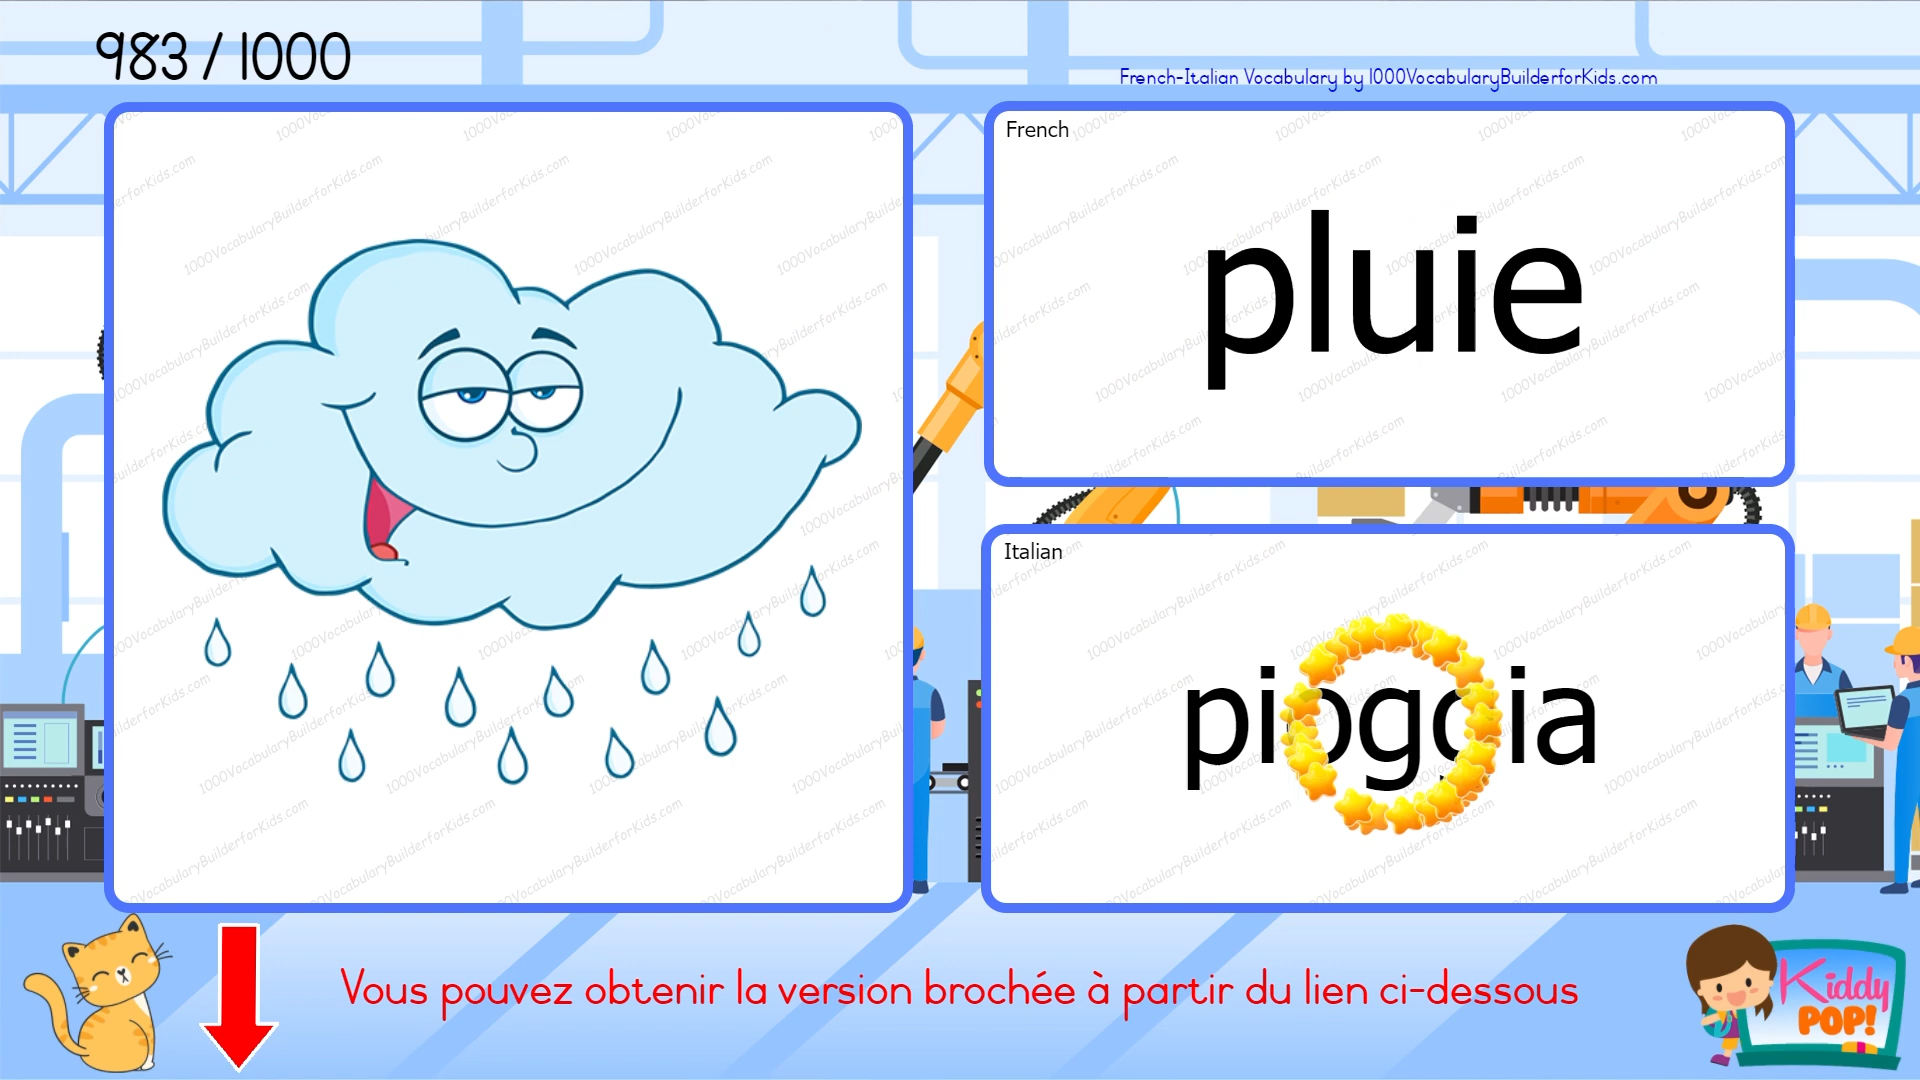 983 / 1000
French-Italian Vocabulary by 1000VocabularyBuilderforKids.com
French
pluie
Italian
pioggia
Vous pouvez obtenir la version brochée à partir du lien ci-dessous
Kiddy
POP!